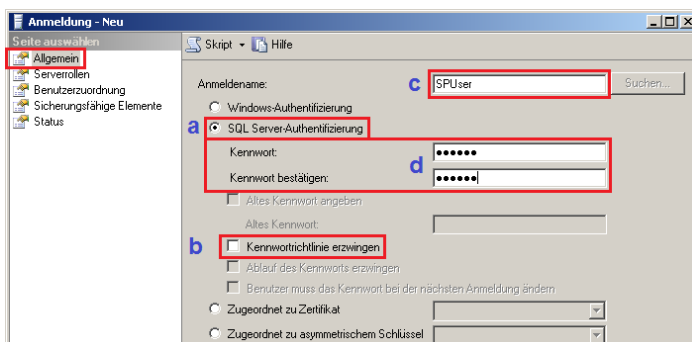 Anmeldung - Neu
Seite auswählen
Allgemein
Serverrollen
Benutzerzuordnung
Sicherungsfähige Elemente
Status
Skript Hilfe
Anmeldename: c SPUser Suchen...
Windows-Authentifizierung
a SQL Server-Authentifizierung
Kennwort: ••••••
d
Kennwort bestätigen: ••••••
Altes Kennwort angeben
Altes Kennwort:
b Kennwortrichtlinie erzwingen
Ablauf des Kennworts erzwingen
Benutzer muss das Kennwort bei der nächsten Anmeldung ändern
Zugeordnet zu Zertifikat
Zugeordnet zu asymmetrischem Schlüssel